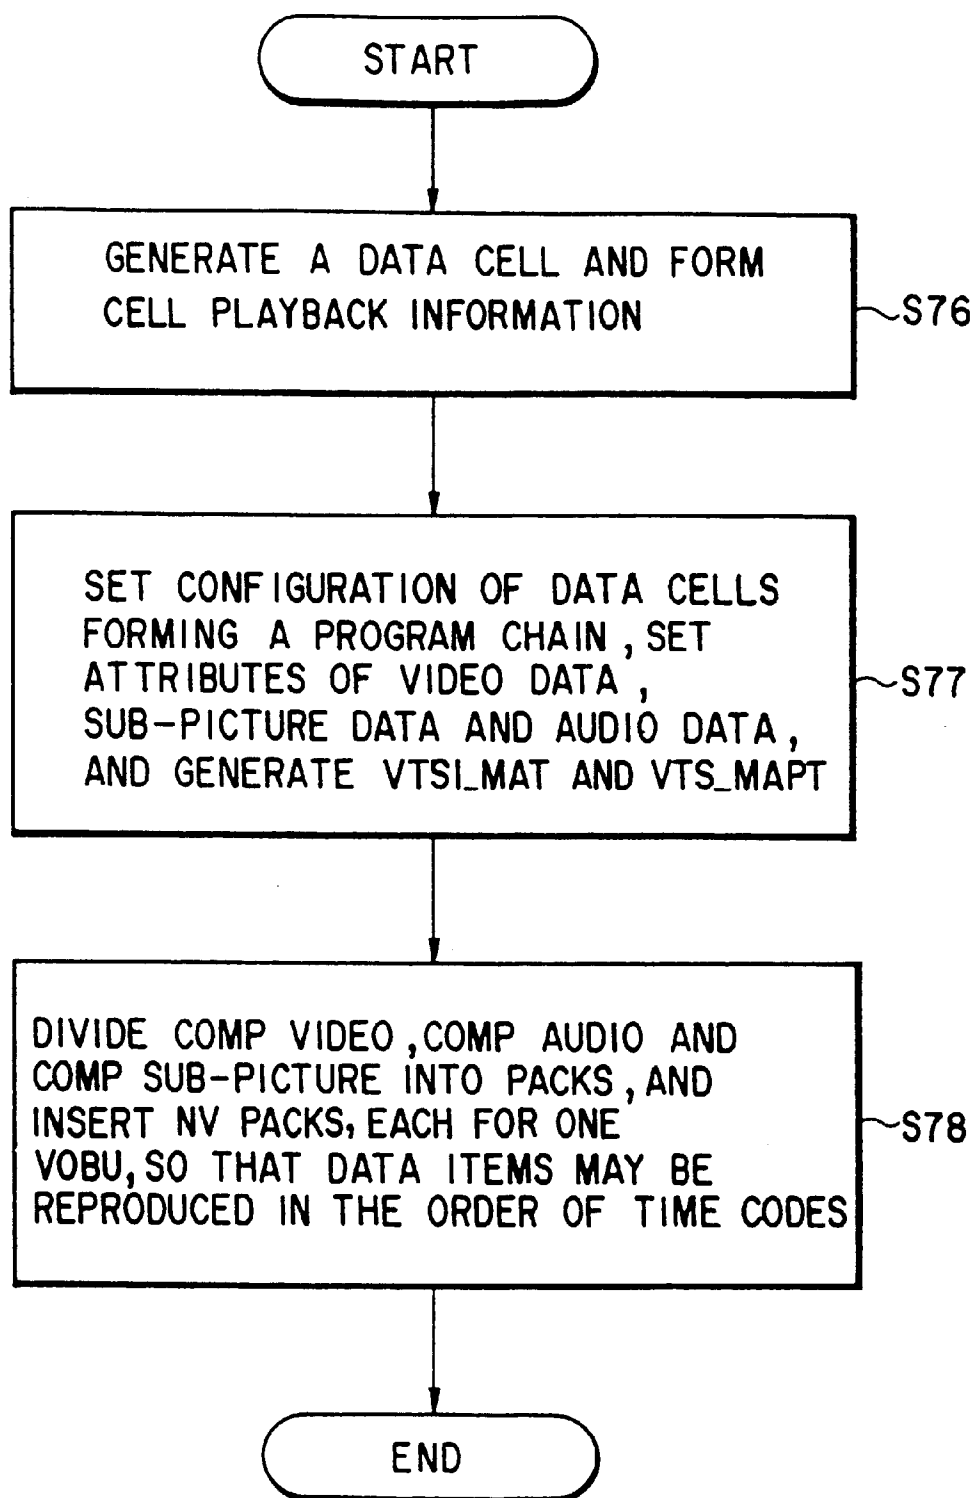 START
GENERATE A DATA CELL AND FORM
CELL PLAYBACK INFORMATION
S76
SET CONFIGURATION OF DATA CELLS
FORMING A PROGRAM CHAIN, SET
ATTRIBUTES OF VIDEO DATA,
SUB-PICTURE DATA AND AUDIO DATA,
AND GENERATE VTSI_MAT AND VTS_MAPT
S77
DIVIDE COMP VIDEO, COMP AUDIO AND
COMP SUB-PICTURE INTO PACKS, AND
INSERT NV PACKS, EACH FOR ONE
VOBU, SO THAT DATA ITEMS MAY BE
REPRODUCED IN THE ORDER OF TIME CODES
S78
END